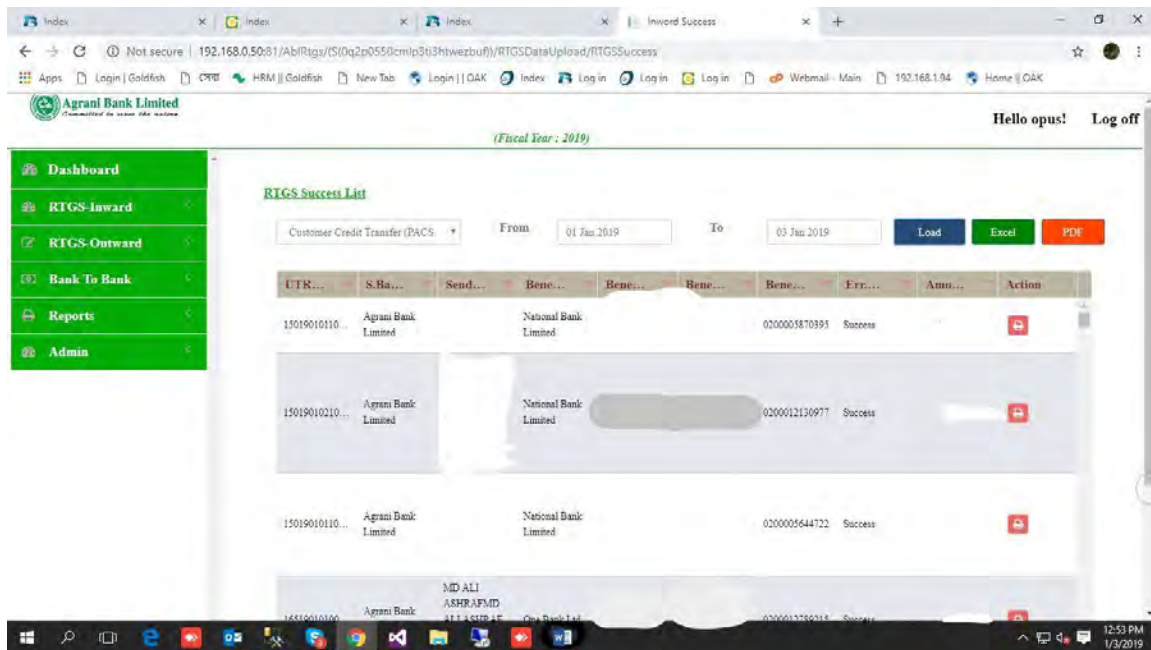 Index
Index
Index
Inword Success
Not secure
192.168.0.50:81/AblRtgs/(S(0q2p0550cmlp3ti3htwezbuf))/RTGSDataUpload/RTGSSuccess
Apps
Login | Goldfish
HRM || Goldfish
New Tab
Login || OAK
Index
Log in
Log in
Log in
Webmail - Main
192.168.1.94
Home || OAK
Agrani Bank Limited
Committed to serve the nation
Hello opus!
Log off
(Fiscal Year : 2019)
Dashboard
RTGS-Inward
RTGS-Outward
Bank To Bank
Reports
Admin
RTGS Success List
Customer Credit Transfer (PACS
From
01 Jan 2019
To
03 Jan 2019
Load
Excel
PDF
UTR...
S.Ba...
Send...
Bene...
Bene...
Bene...
Bene...
Err....
Amo...
Action
15019010110...
Agrani Bank
Limited
National Bank
Limited
0200005870395
Success
15019010210...
Agrani Bank
Limited
National Bank
Limited
0200012130977
Success
15019010110...
Agrani Bank
Limited
National Bank
Limited
0200005644722
Success
MD ALI
ASHRAFMD
Agrani Bank
12:53 PM
1/3/2019